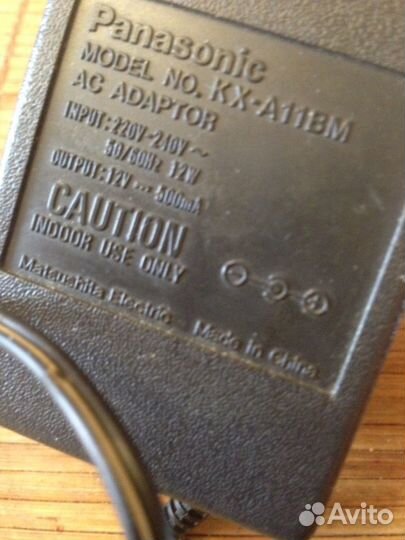 Panasonic
MODEL NO. KX-A11BM
AC ADAPTOR
INPUT:220V-240V~
50/60Hz 12W
OUTPUT:12V⎓500mA
CAUTION
INDOOR USE ONLY
Matsushita Electric
Made in China
Avito